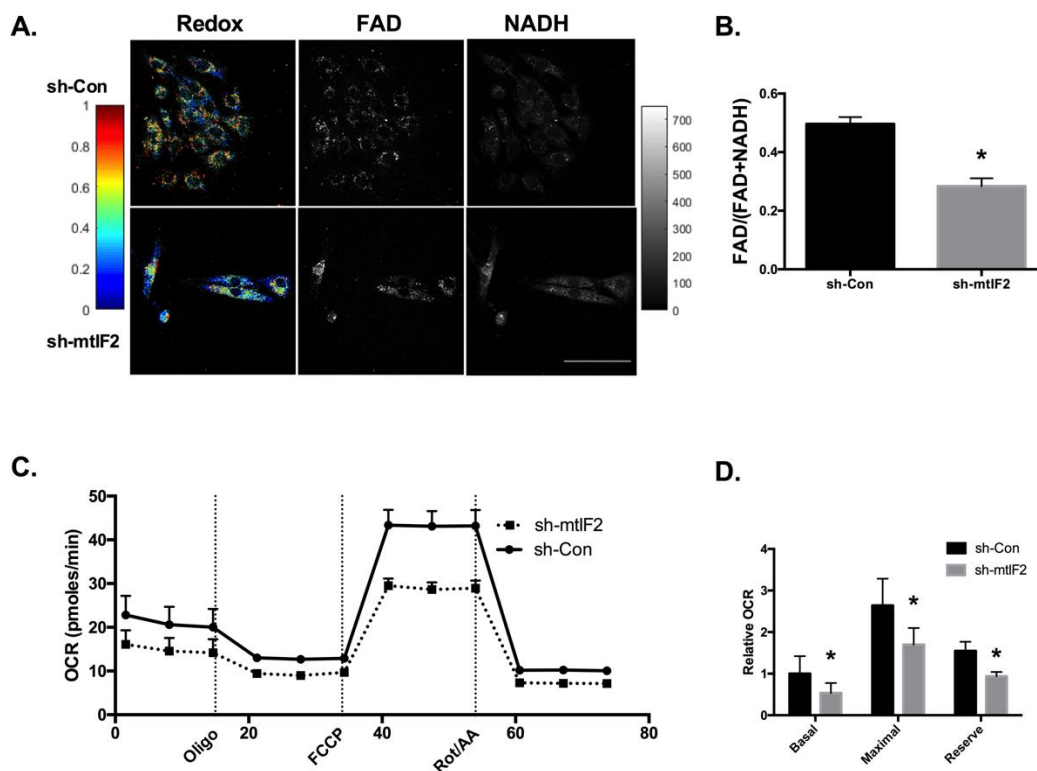 A.
Redox FAD NADH
sh-Con
1
0.8
0.6
0.4
0.2
0
sh-mtIF2
700
600
500
400
300
200
100
0
B.
FAD/(FAD+NADH)
0.6
0.4
0.2
0.0
sh-Con sh-mtIF2
*
C.
OCR (pmoles/min)
50
40
30
20
10
0
0 20 40 60 80
Oligo FCCP Rot/AA
sh-mtIF2
sh-Con
D.
sh-Con
sh-mtIF2
Relative OCR
4
3
2
1
0
* * *
Basal Maximal Reserve